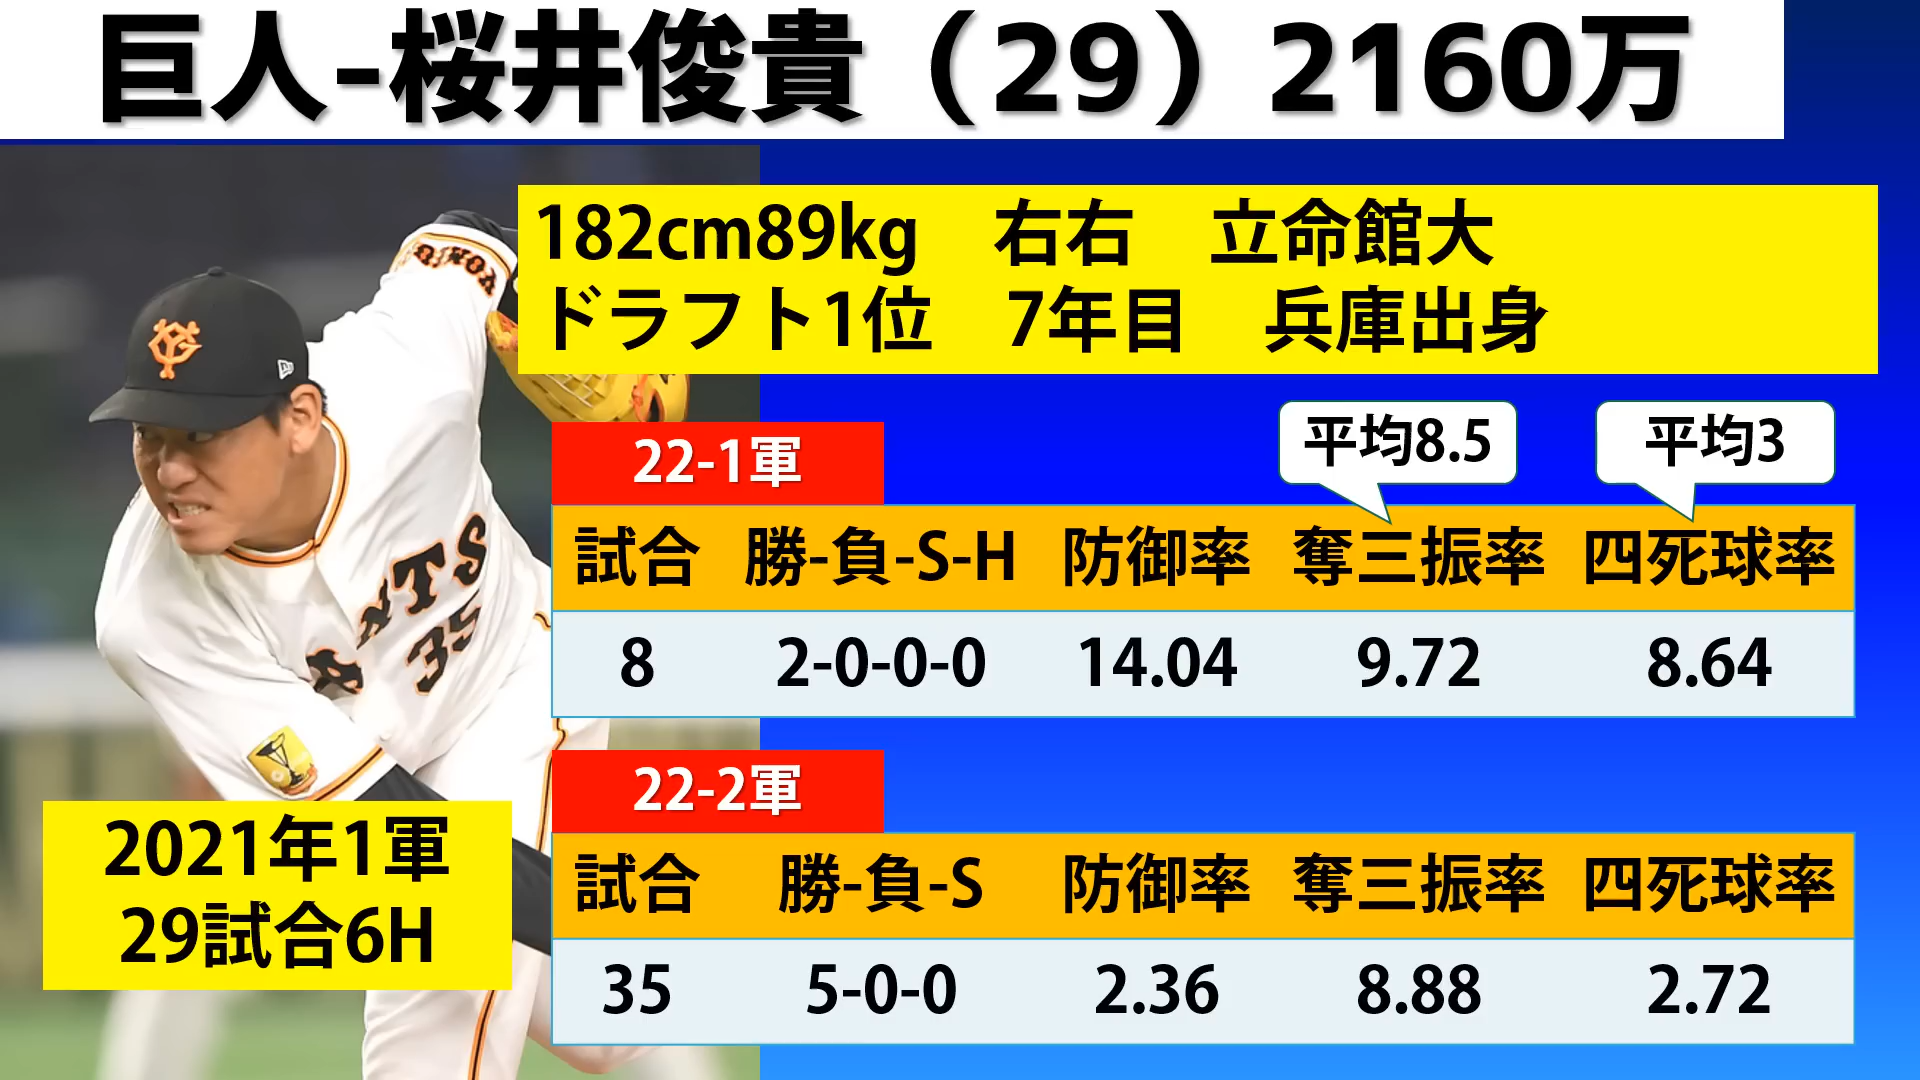 巨人-桜井俊貴（29）2160万
182cm89kg　右右　立命館大
ドラフト1位　7年目　兵庫出身
22-1軍
平均8.5
平均3
試合 勝-負-S-H 防御率 奪三振率 四死球率
8 2-0-0-0 14.04 9.72 8.64
22-2軍
試合 勝-負-S 防御率 奪三振率 四死球率
35 5-0-0 2.36 8.88 2.72
2021年1軍
29試合6H